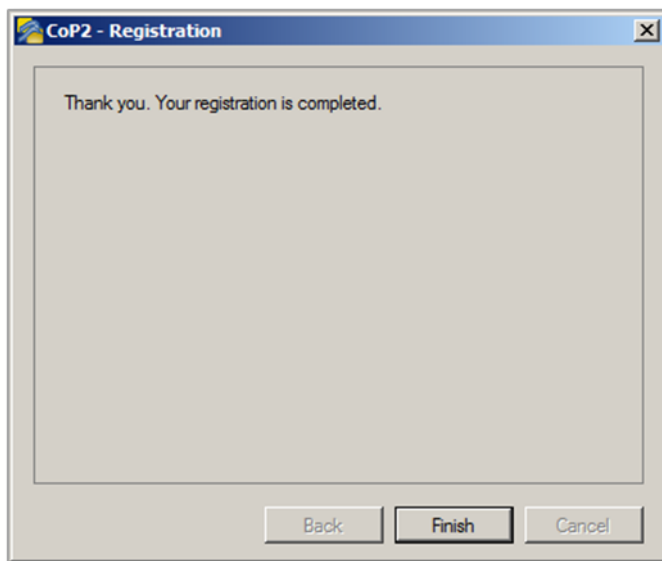 CoP2 - Registration
Thank you. Your registration is completed.
Back Finish Cancel